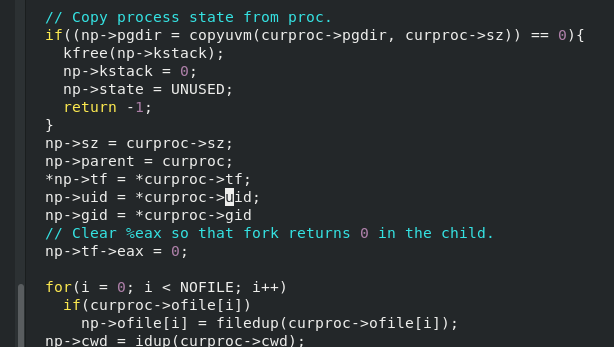 // Copy process state from proc.
if((np->pgdir = copyuvm(curproc->pgdir, curproc->sz)) == 0){
kfree(np->kstack);
np->kstack = 0;
np->state = UNUSED;
return -1;
}
np->sz = curproc->sz;
np->parent = curproc;
*np->tf = *curproc->tf;
np->uid = *curproc->uid;
np->gid = *curproc->gid
// Clear %eax so that fork returns 0 in the child.
np->tf->eax = 0;
for(i = 0; i < NOFILE; i++)
if(curproc->ofile[i])
np->ofile[i] = filedup(curproc->ofile[i]);
np->cwd = idup(curproc->cwd);